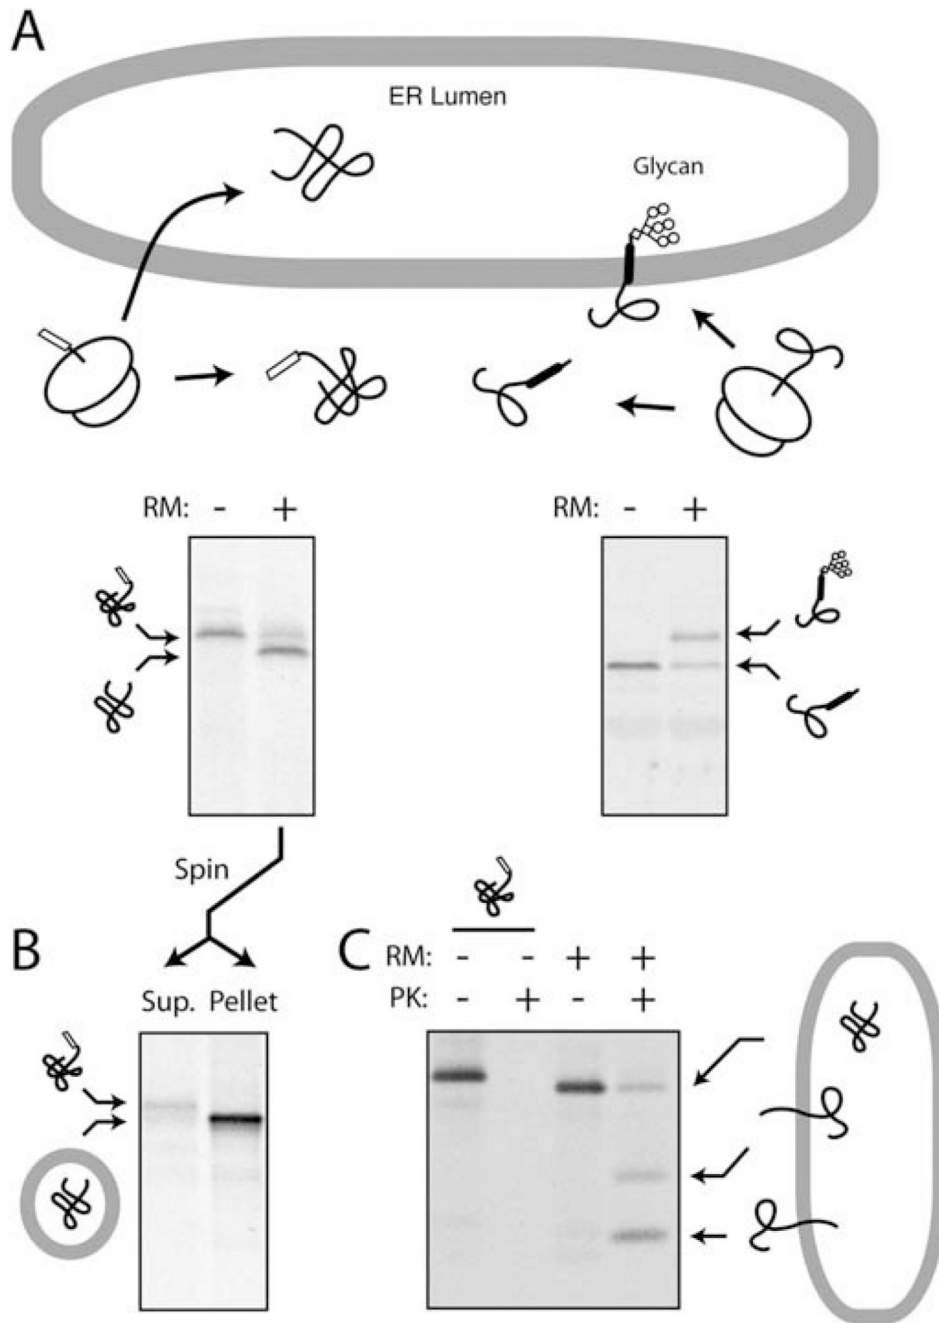 A
ER Lumen
Glycan
RM: - +
RM: - +
Spin
B
Sup. Pellet
C
RM: - - + +
PK: - + - +